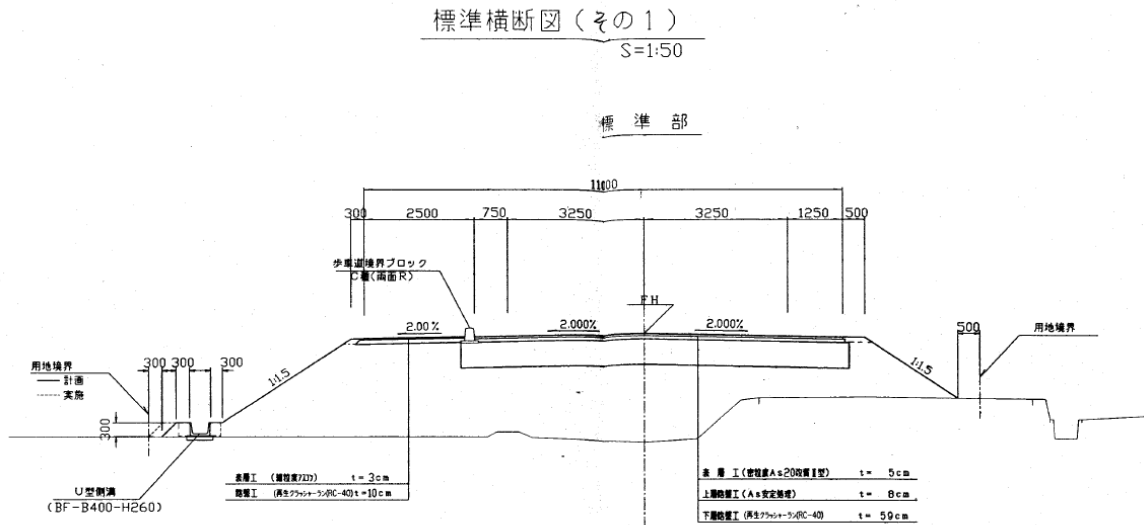 標準横断図(その1)
S=1:50
標 準 部
11000
300 2500 750 3250 3250 1250 500
歩車道境界ブロック
C種(両面R)
FH
2.00% 2.000% 2.000%
500 用地境界
用地境界
計画
実施
300 300 300
1:1.5 1:1.5
300
U型側溝
(BF-B400-H260)
表層工 (細粒度アスコン) t=3cm
路盤工 (再生クラッシャーラン(RC-40) t=10cm
表 層 工(密粒度As20改質Ⅱ型) t= 5cm
上層路盤工(As安定処理) t= 8cm
下層路盤工(再生クラッシャーラン(RC-40) t= 59cm